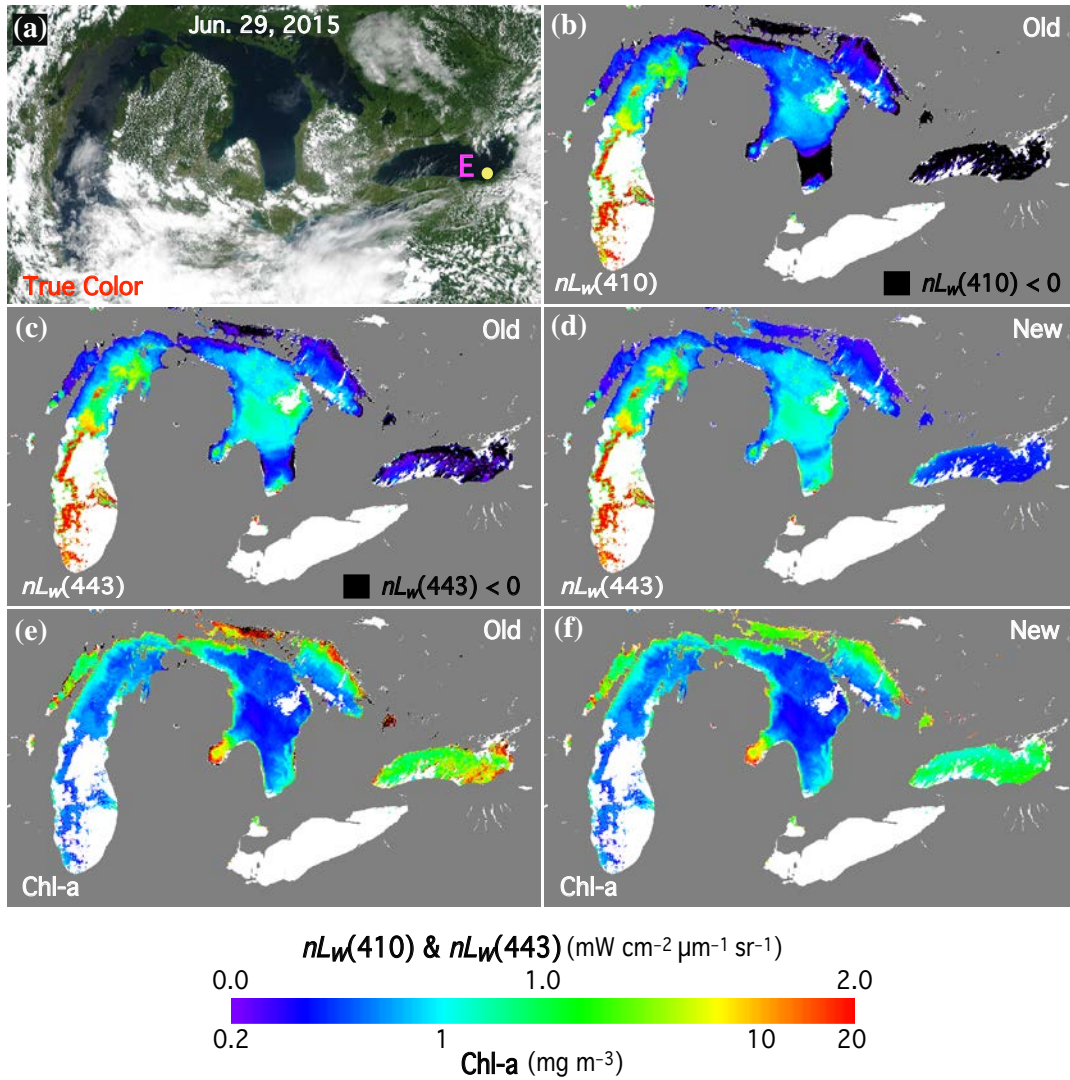 (a)
Jun. 29, 2015
E
True Color
(b)
Old
nLw(410)
nLw(410) < 0
(c)
Old
nLw(443)
nLw(443) < 0
(d)
New
nLw(443)
(e)
Old
Chl-a
(f)
New
Chl-a
nLw(410) & nLw(443) (mW cm⁻² μm⁻¹ sr⁻¹)
0.0 1.0 2.0
0.2 1 10 20
Chl-a (mg m⁻³)